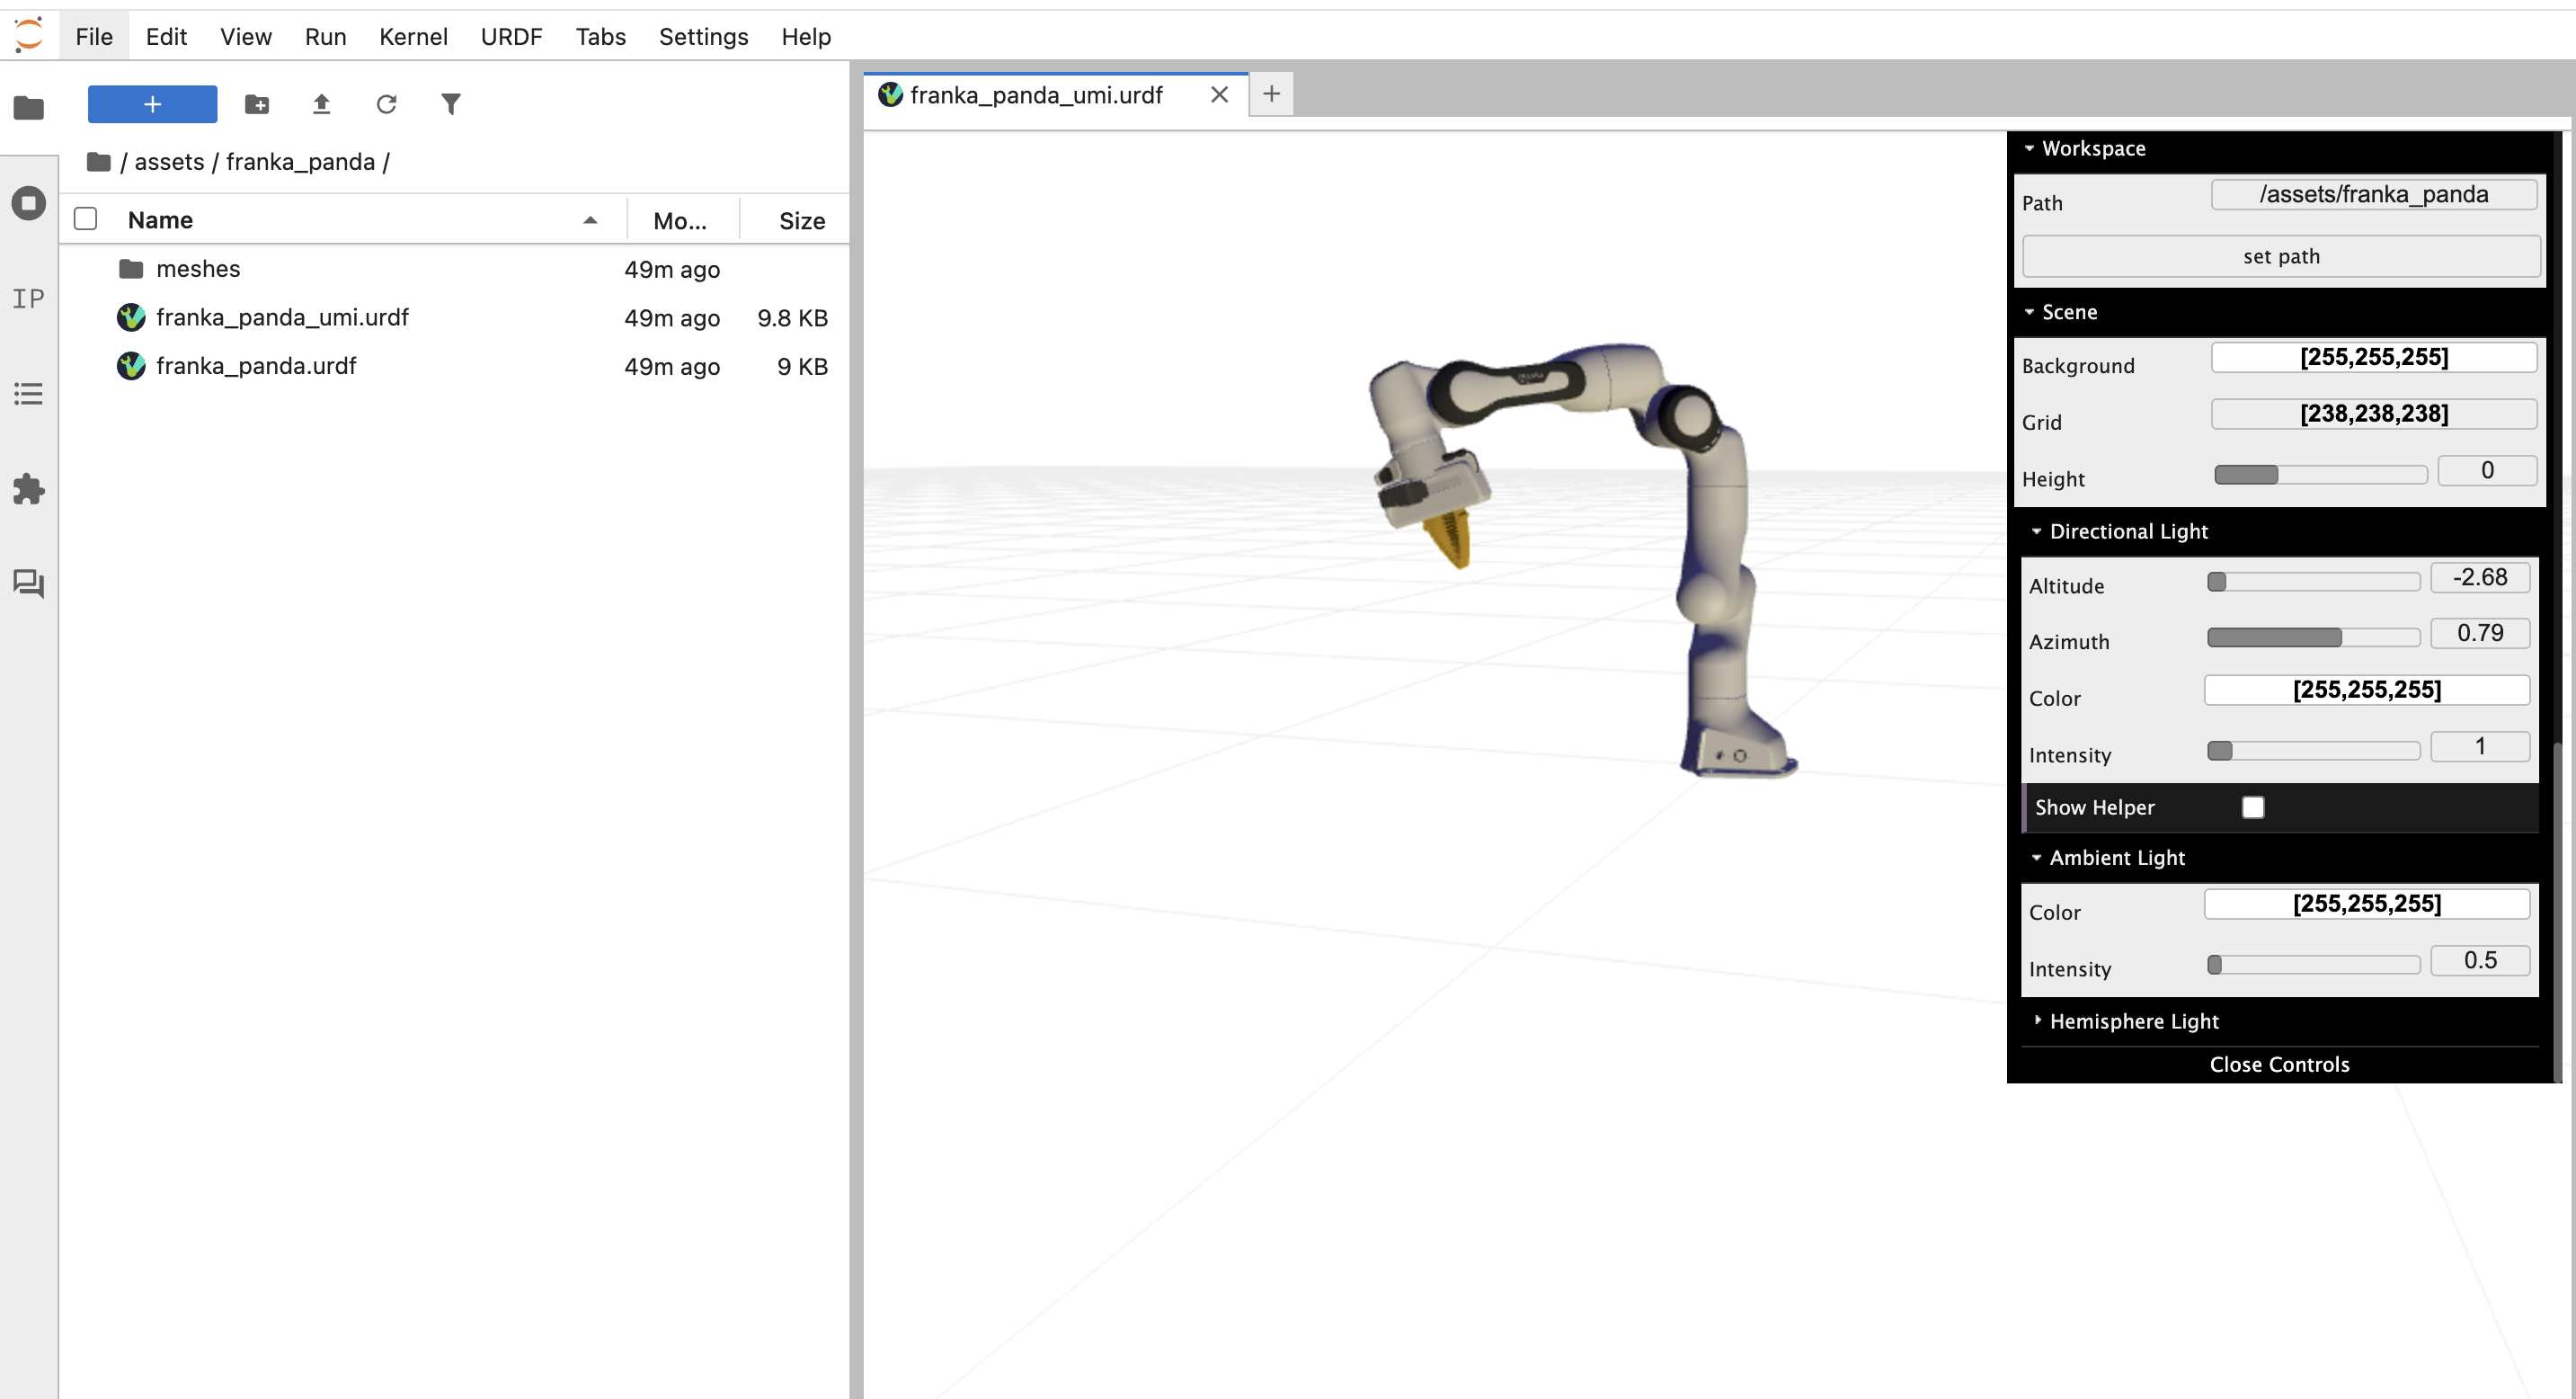 File Edit View Run Kernel URDF Tabs Settings Help
franka_panda_umi.urdf
/ assets / franka_panda /
Name Mo... Size
meshes 49m ago
franka_panda_umi.urdf 49m ago 9.8 KB
franka_panda.urdf 49m ago 9 KB
IP
Workspace
Path /assets/franka_panda
set path
Scene
Background [255,255,255]
Grid [238,238,238]
Height 0
Directional Light
Altitude -2.68
Azimuth 0.79
Color [255,255,255]
Intensity 1
Show Helper
Ambient Light
Color [255,255,255]
Intensity 0.5
Hemisphere Light
Close Controls